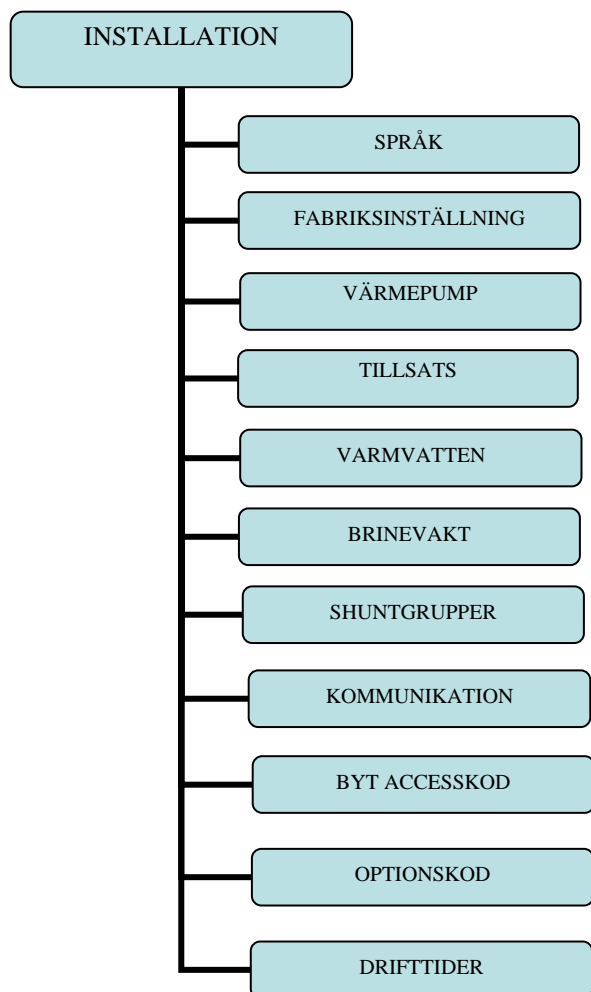 INSTALLATION
SPRÅK
FABRIKSINSTÄLLNING
VÄRMEPUMP
TILLSATS
VARMVATTEN
BRINEVAKT
SHUNTGRUPPER
KOMMUNIKATION
BYT ACCESSKOD
OPTIONSKOD
DRIFTTIDER